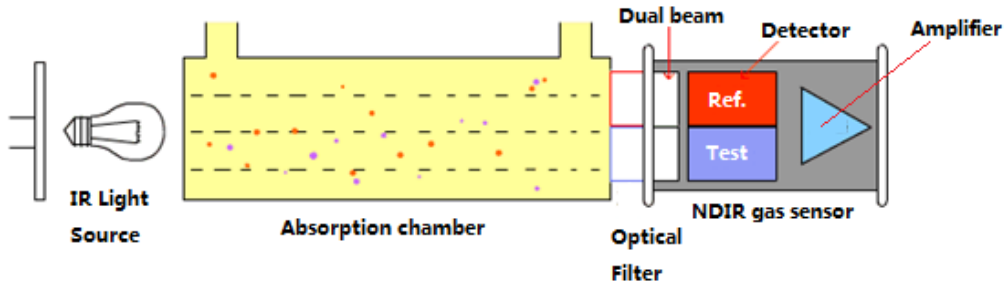 Dual beam
Detector
Amplifier
Ref.
Test
IR Light
Source
Absorption chamber
Optical
Filter
NDIR gas sensor